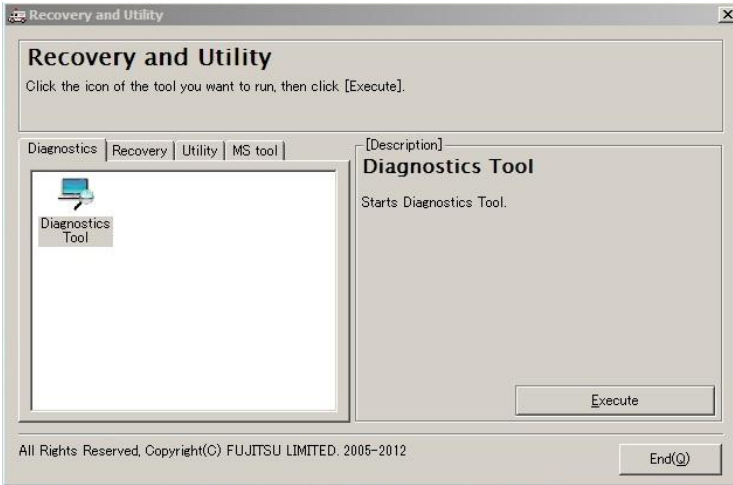 Recovery and Utility
Recovery and Utility
Click the icon of the tool you want to run, then click [Execute].
Diagnostics
Recovery
Utility
MS tool
Diagnostics
Tool
[Description]
Diagnostics Tool
Starts Diagnostics Tool.
Execute
All Rights Reserved, Copyright(C) FUJITSU LIMITED. 2005-2012
End(Q)